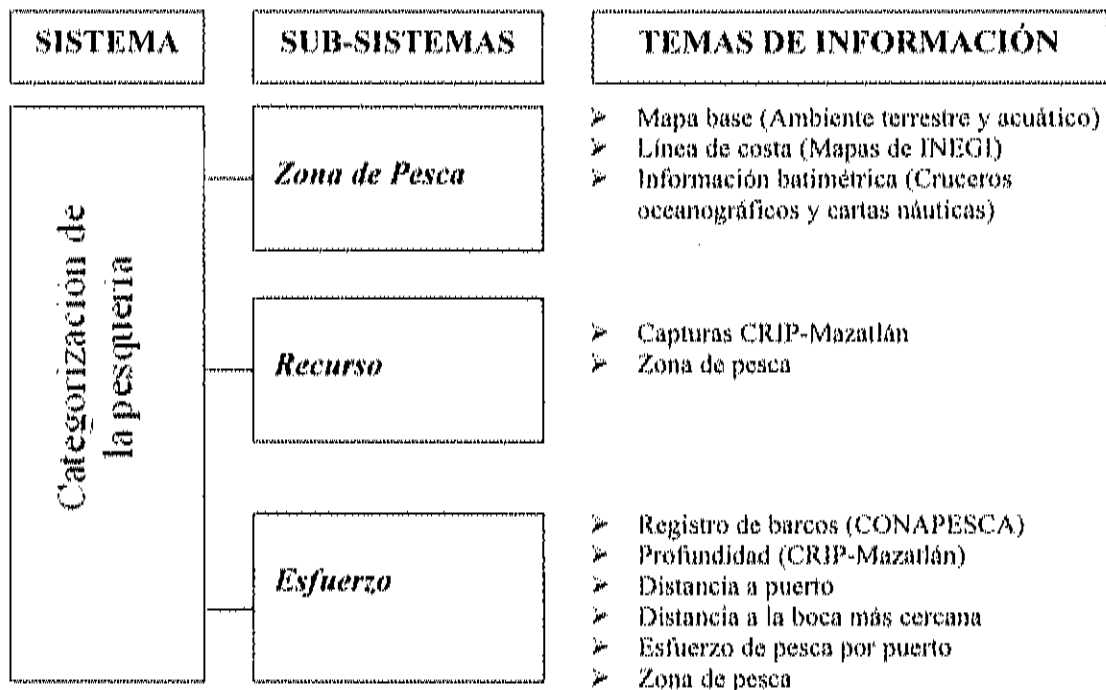 SISTEMA
SUB-SISTEMAS
TEMAS DE INFORMACIÓN
Categorización de
la pesquería
Zona de Pesca
➢ Mapa base (Ambiente terrestre y acuático)
➢ Línea de costa (Mapas de INEGI)
➢ Información batimétrica (Cruceros
oceanográficos y cartas náuticas)
Recurso
➢ Capturas CRIP-Mazatlán
➢ Zona de pesca
Esfuerzo
➢ Registro de barcos (CONAPESCA)
➢ Profundidad (CRIP-Mazatlán)
➢ Distancia a puerto
➢ Distancia a la boca más cercana
➢ Esfuerzo de pesca por puerto
➢ Zona de pesca